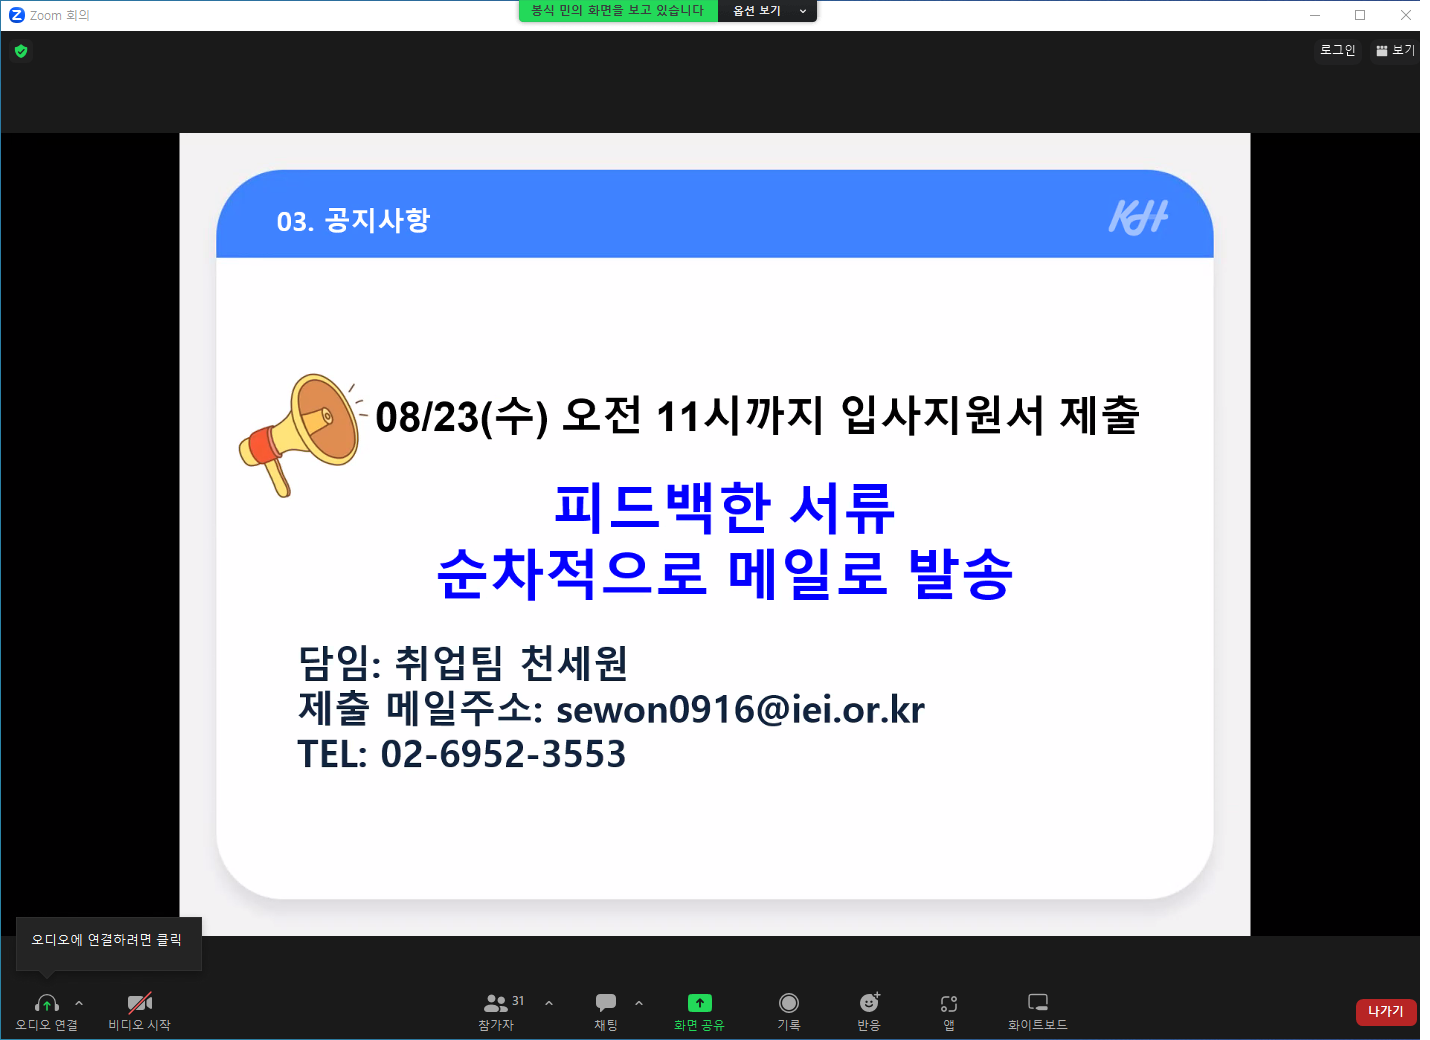 Zoom 회의
봉식 민의 화면을 보고 있습니다
옵션 보기
로그인
보기
03. 공지사항
KH
08/23(수) 오전 11시까지 입사지원서 제출
피드백한 서류
순차적으로 메일로 발송
담임: 취업팀 천세원
제출 메일주소: sewon0916@iei.or.kr
TEL: 02-6952-3553
오디오에 연결하려면 클릭
오디오 연결
비디오 시작
31
참가자
채팅
화면 공유
기록
반응
앱
화이트보드
나가기